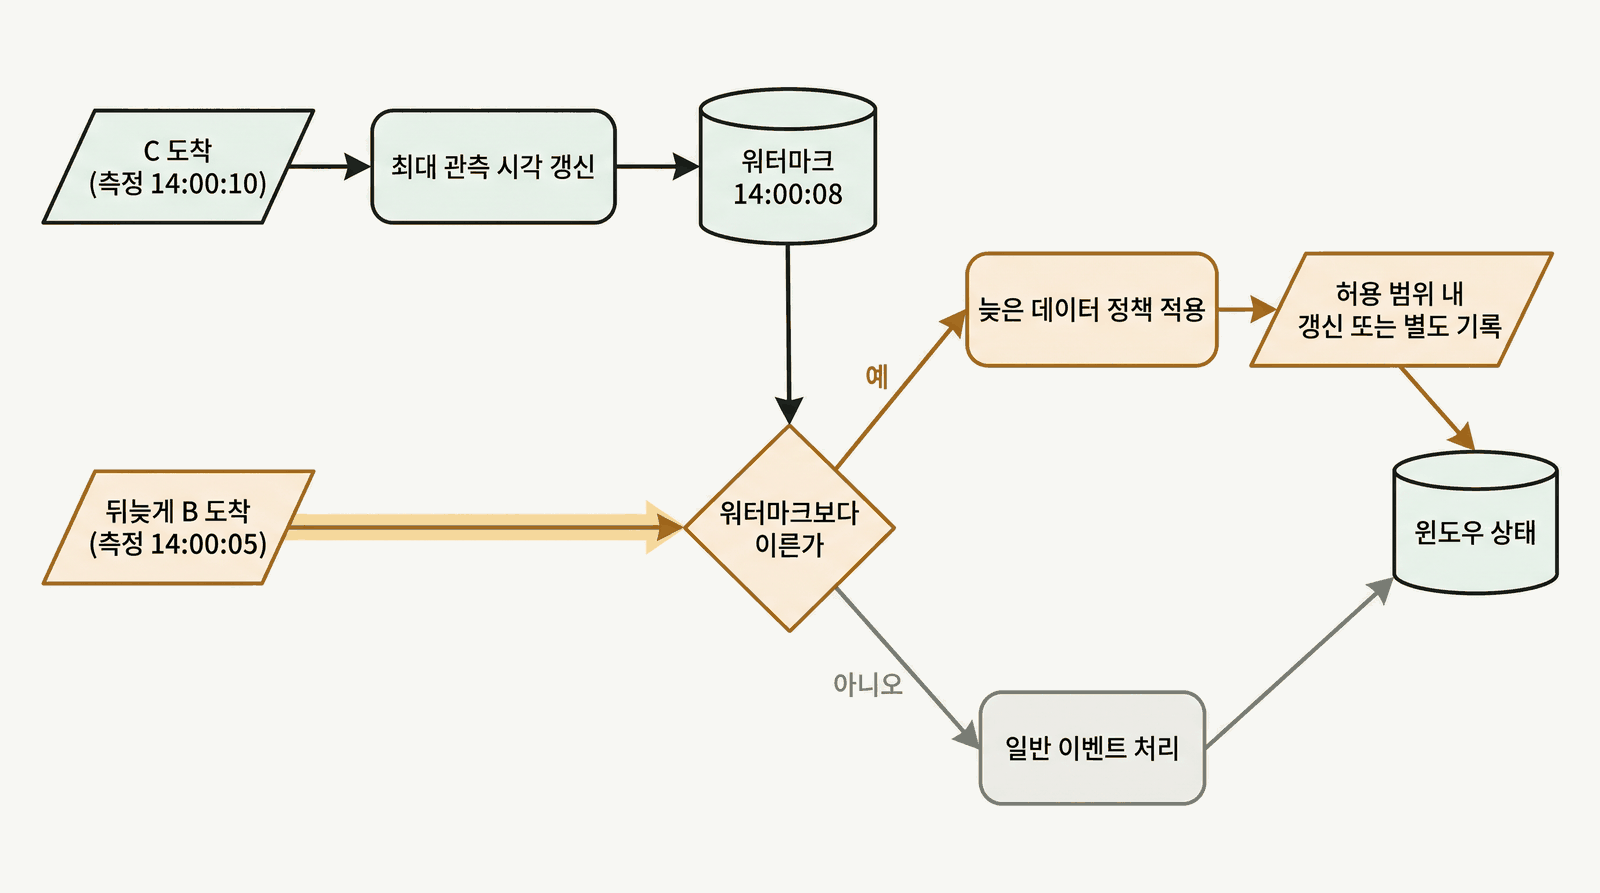 C 도착
(측정 14:00:10)
최대 관측 시각 갱신
워터마크
14:00:08
늦은 데이터 정책 적용
허용 범위 내
갱신 또는 별도 기록
예
뒤늦게 B 도착
(측정 14:00:05)
워터마크보다
이른가
윈도우 상태
아니오
일반 이벤트 처리